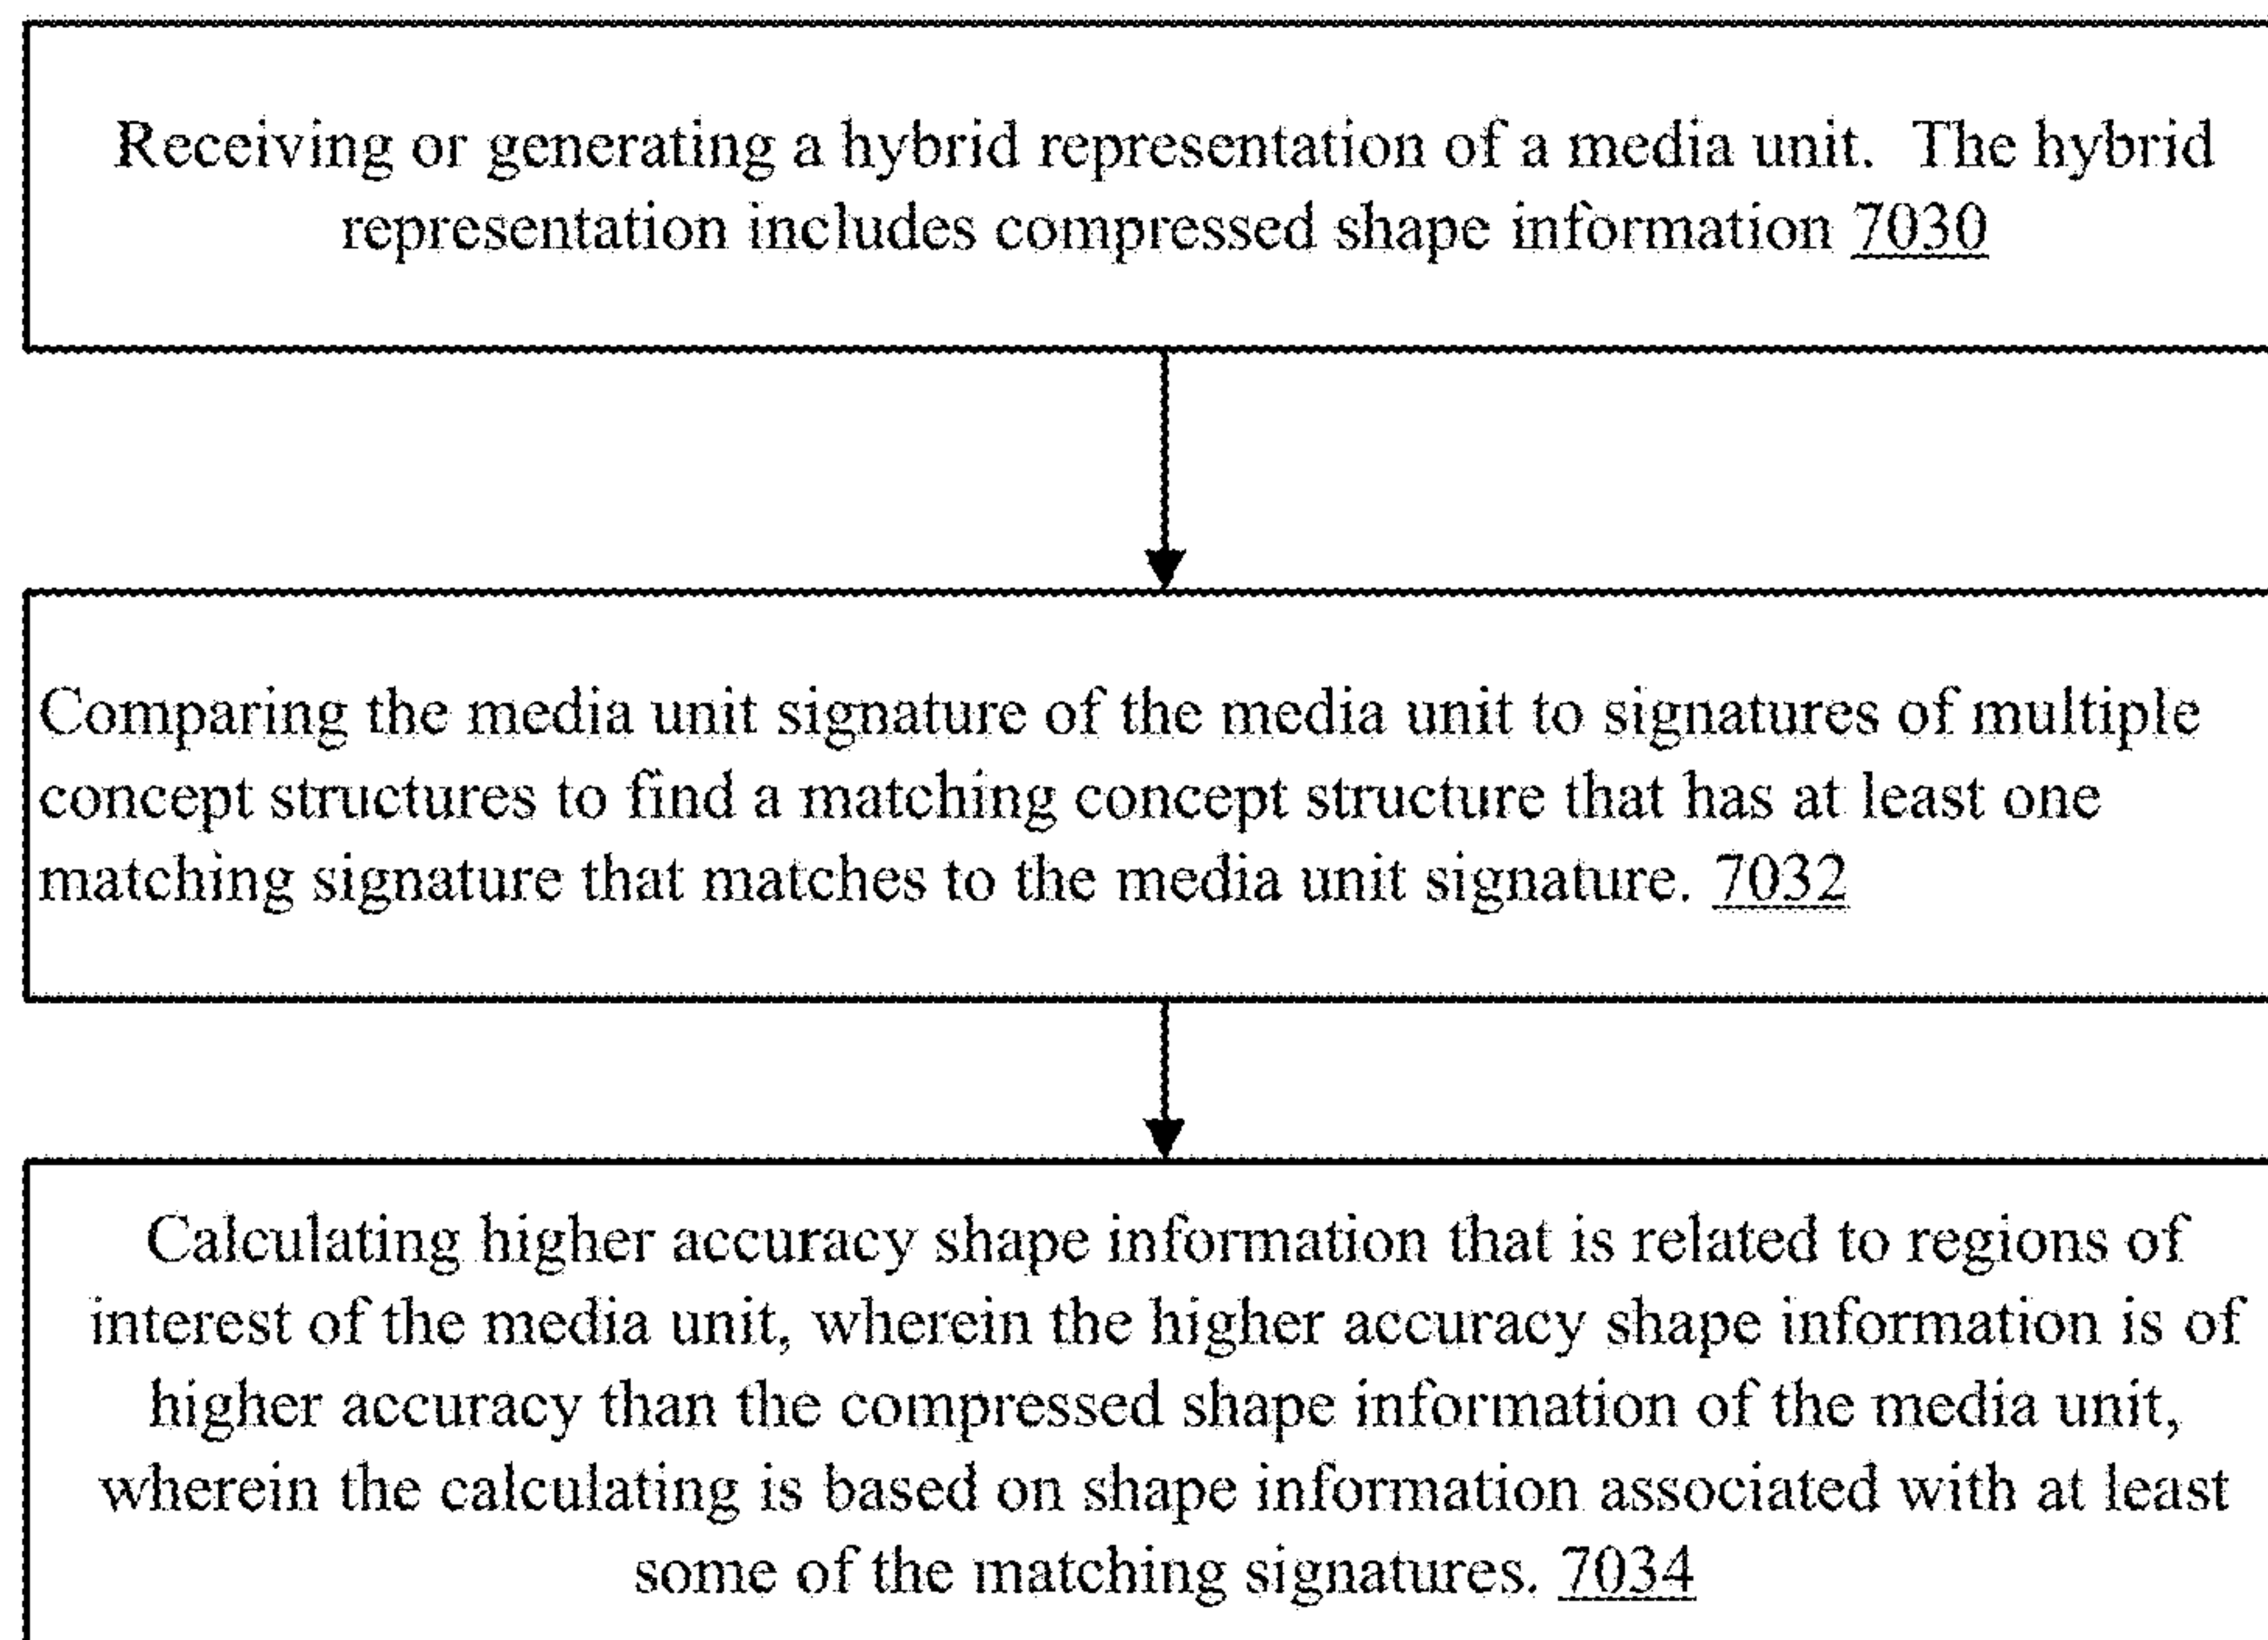 Receiving or generating a hybrid representation of a media unit. The hybrid
representation includes compressed shape information 7030
Comparing the media unit signature of the media unit to signatures of multiple
concept structures to find a matching concept structure that has at least one
matching signature that matches to the media unit signature. 7032
Calculating higher accuracy shape information that is related to regions of
interest of the media unit, wherein the higher accuracy shape information is of
higher accuracy than the compressed shape information of the media unit,
wherein the calculating is based on shape information associated with at least
some of the matching signatures. 7034